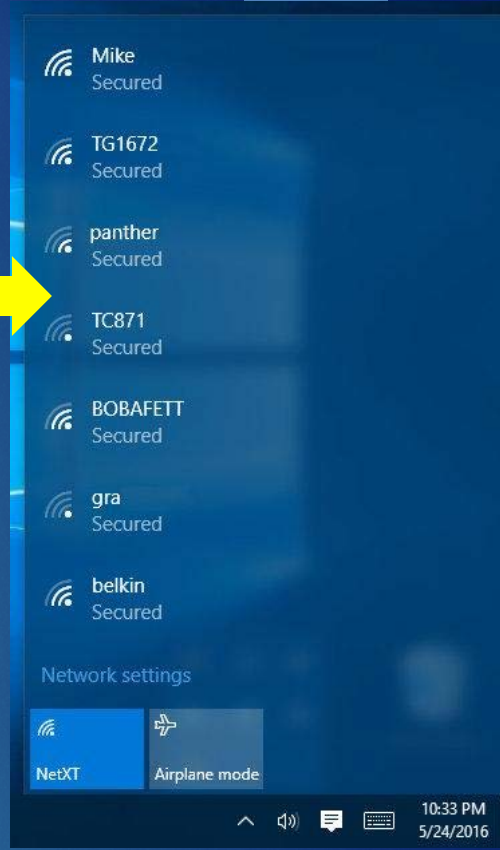 Mike
Secured
TG1672
Secured
panther
Secured
TC871
Secured
BOBAFETT
Secured
gra
Secured
belkin
Secured
Network settings
NetXT
Airplane mode
10:33 PM
5/24/2016